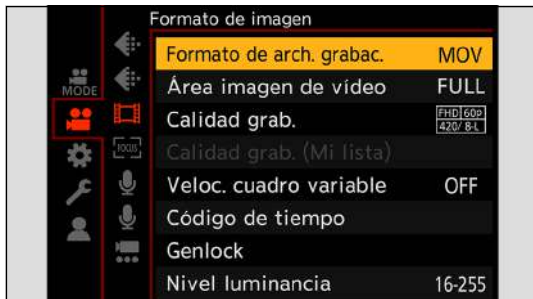 Formato de imagen
Formato de arch. grabac. MOV
Área imagen de vídeo FULL
Calidad grab. FHD 60p
420/ 8-L
Calidad grab. (Mi lista)
Veloc. cuadro variable OFF
Código de tiempo
Genlock
Nivel luminancia 16-255
MODE
FOCUS